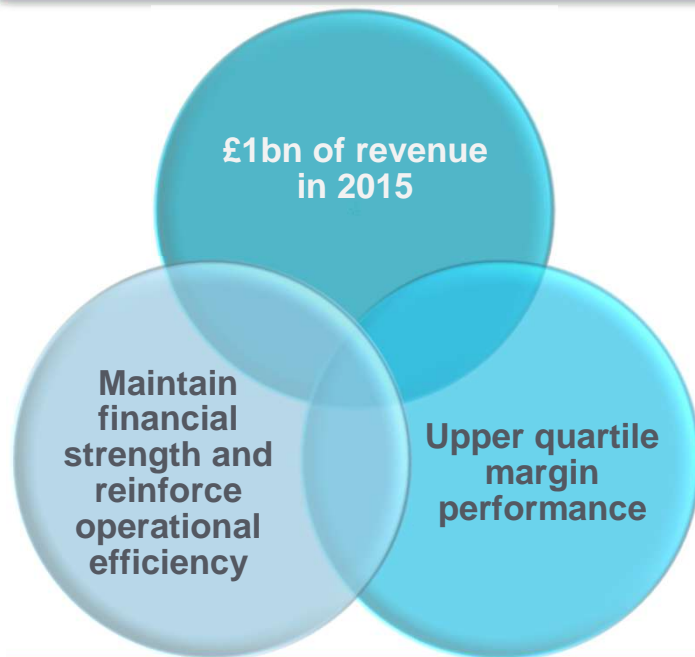 £1bn of revenue
in 2015
Maintain
financial
strength and
reinforce
operational
efficiency
Upper quartile
margin
performance